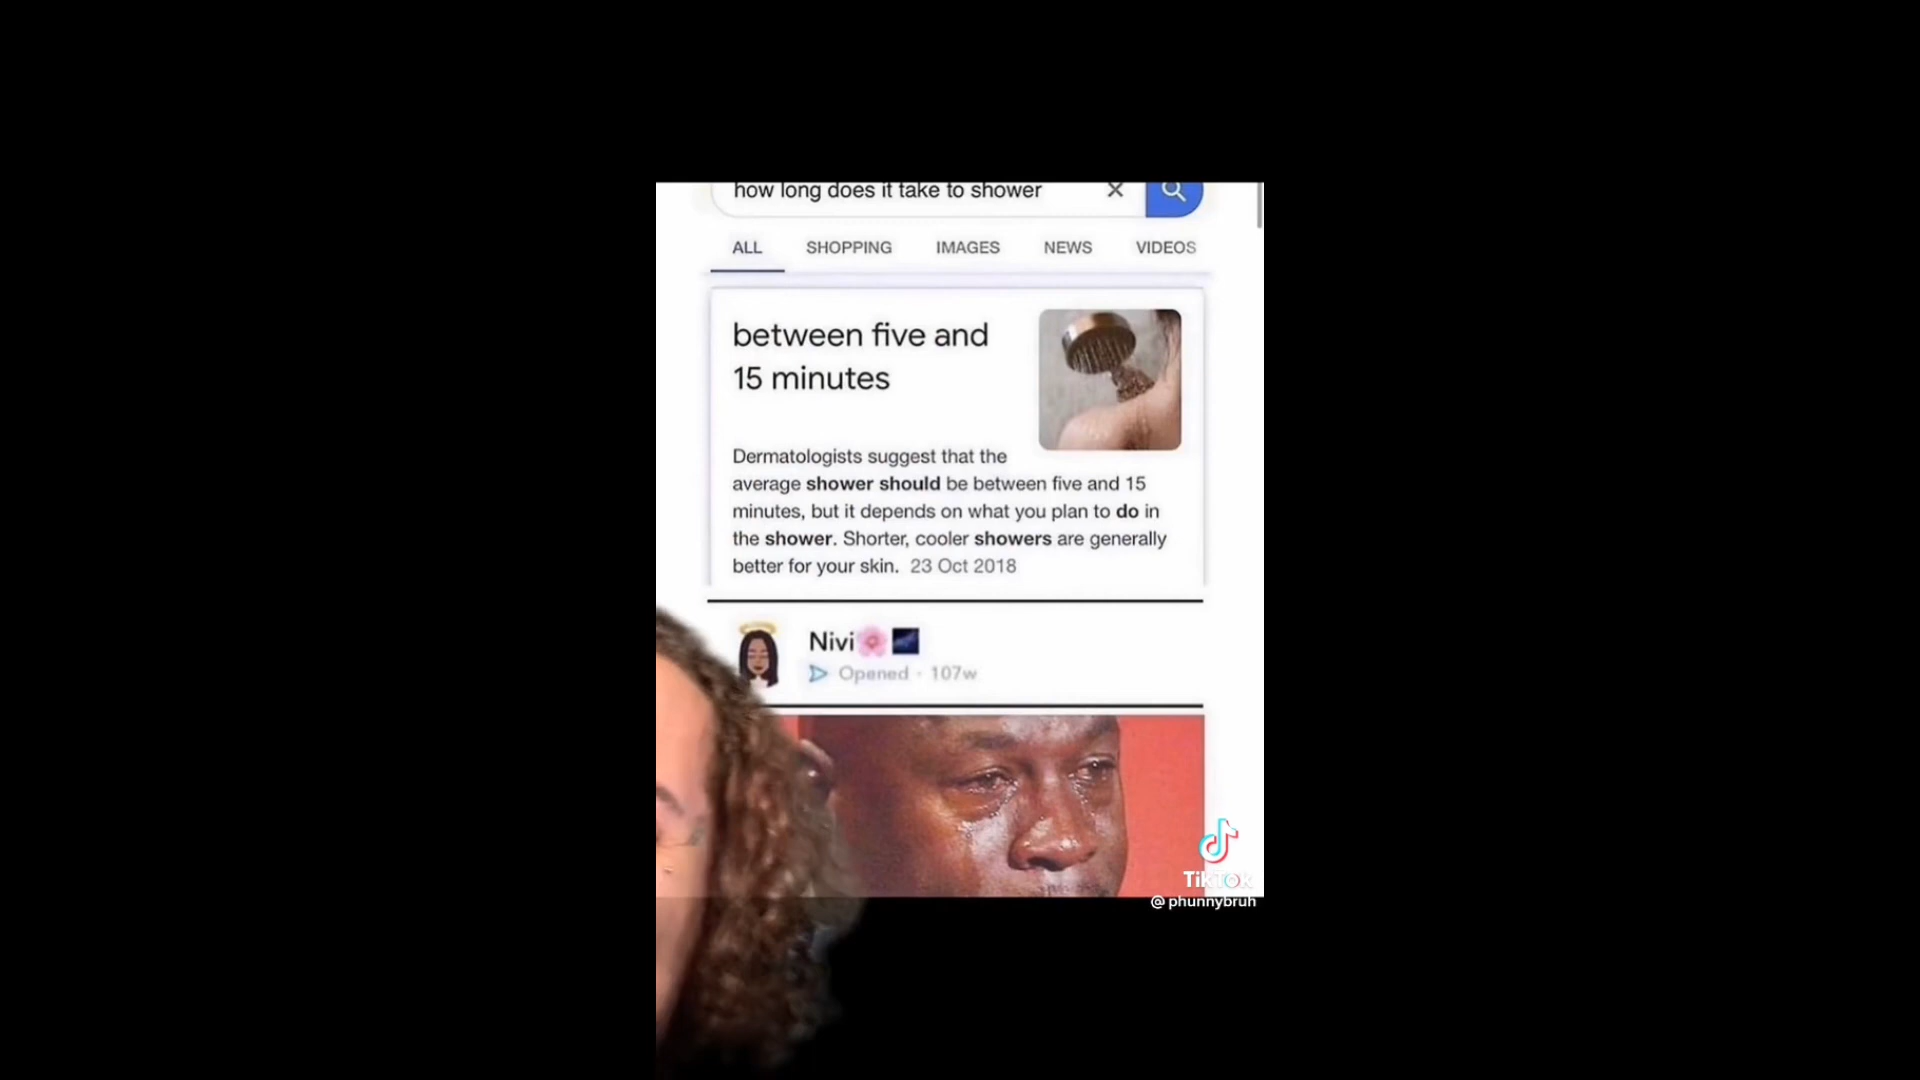 how long does it take to shower
ALL SHOPPING IMAGES NEWS VIDEOS
between five and
15 minutes
Dermatologists suggest that the
average shower should be between five and 15
minutes, but it depends on what you plan to do in
the shower. Shorter, cooler showers are generally
better for your skin. 23 Oct 2018
Nivi🌸🌌
Opened · 107w
TikTok
@phunnybruh